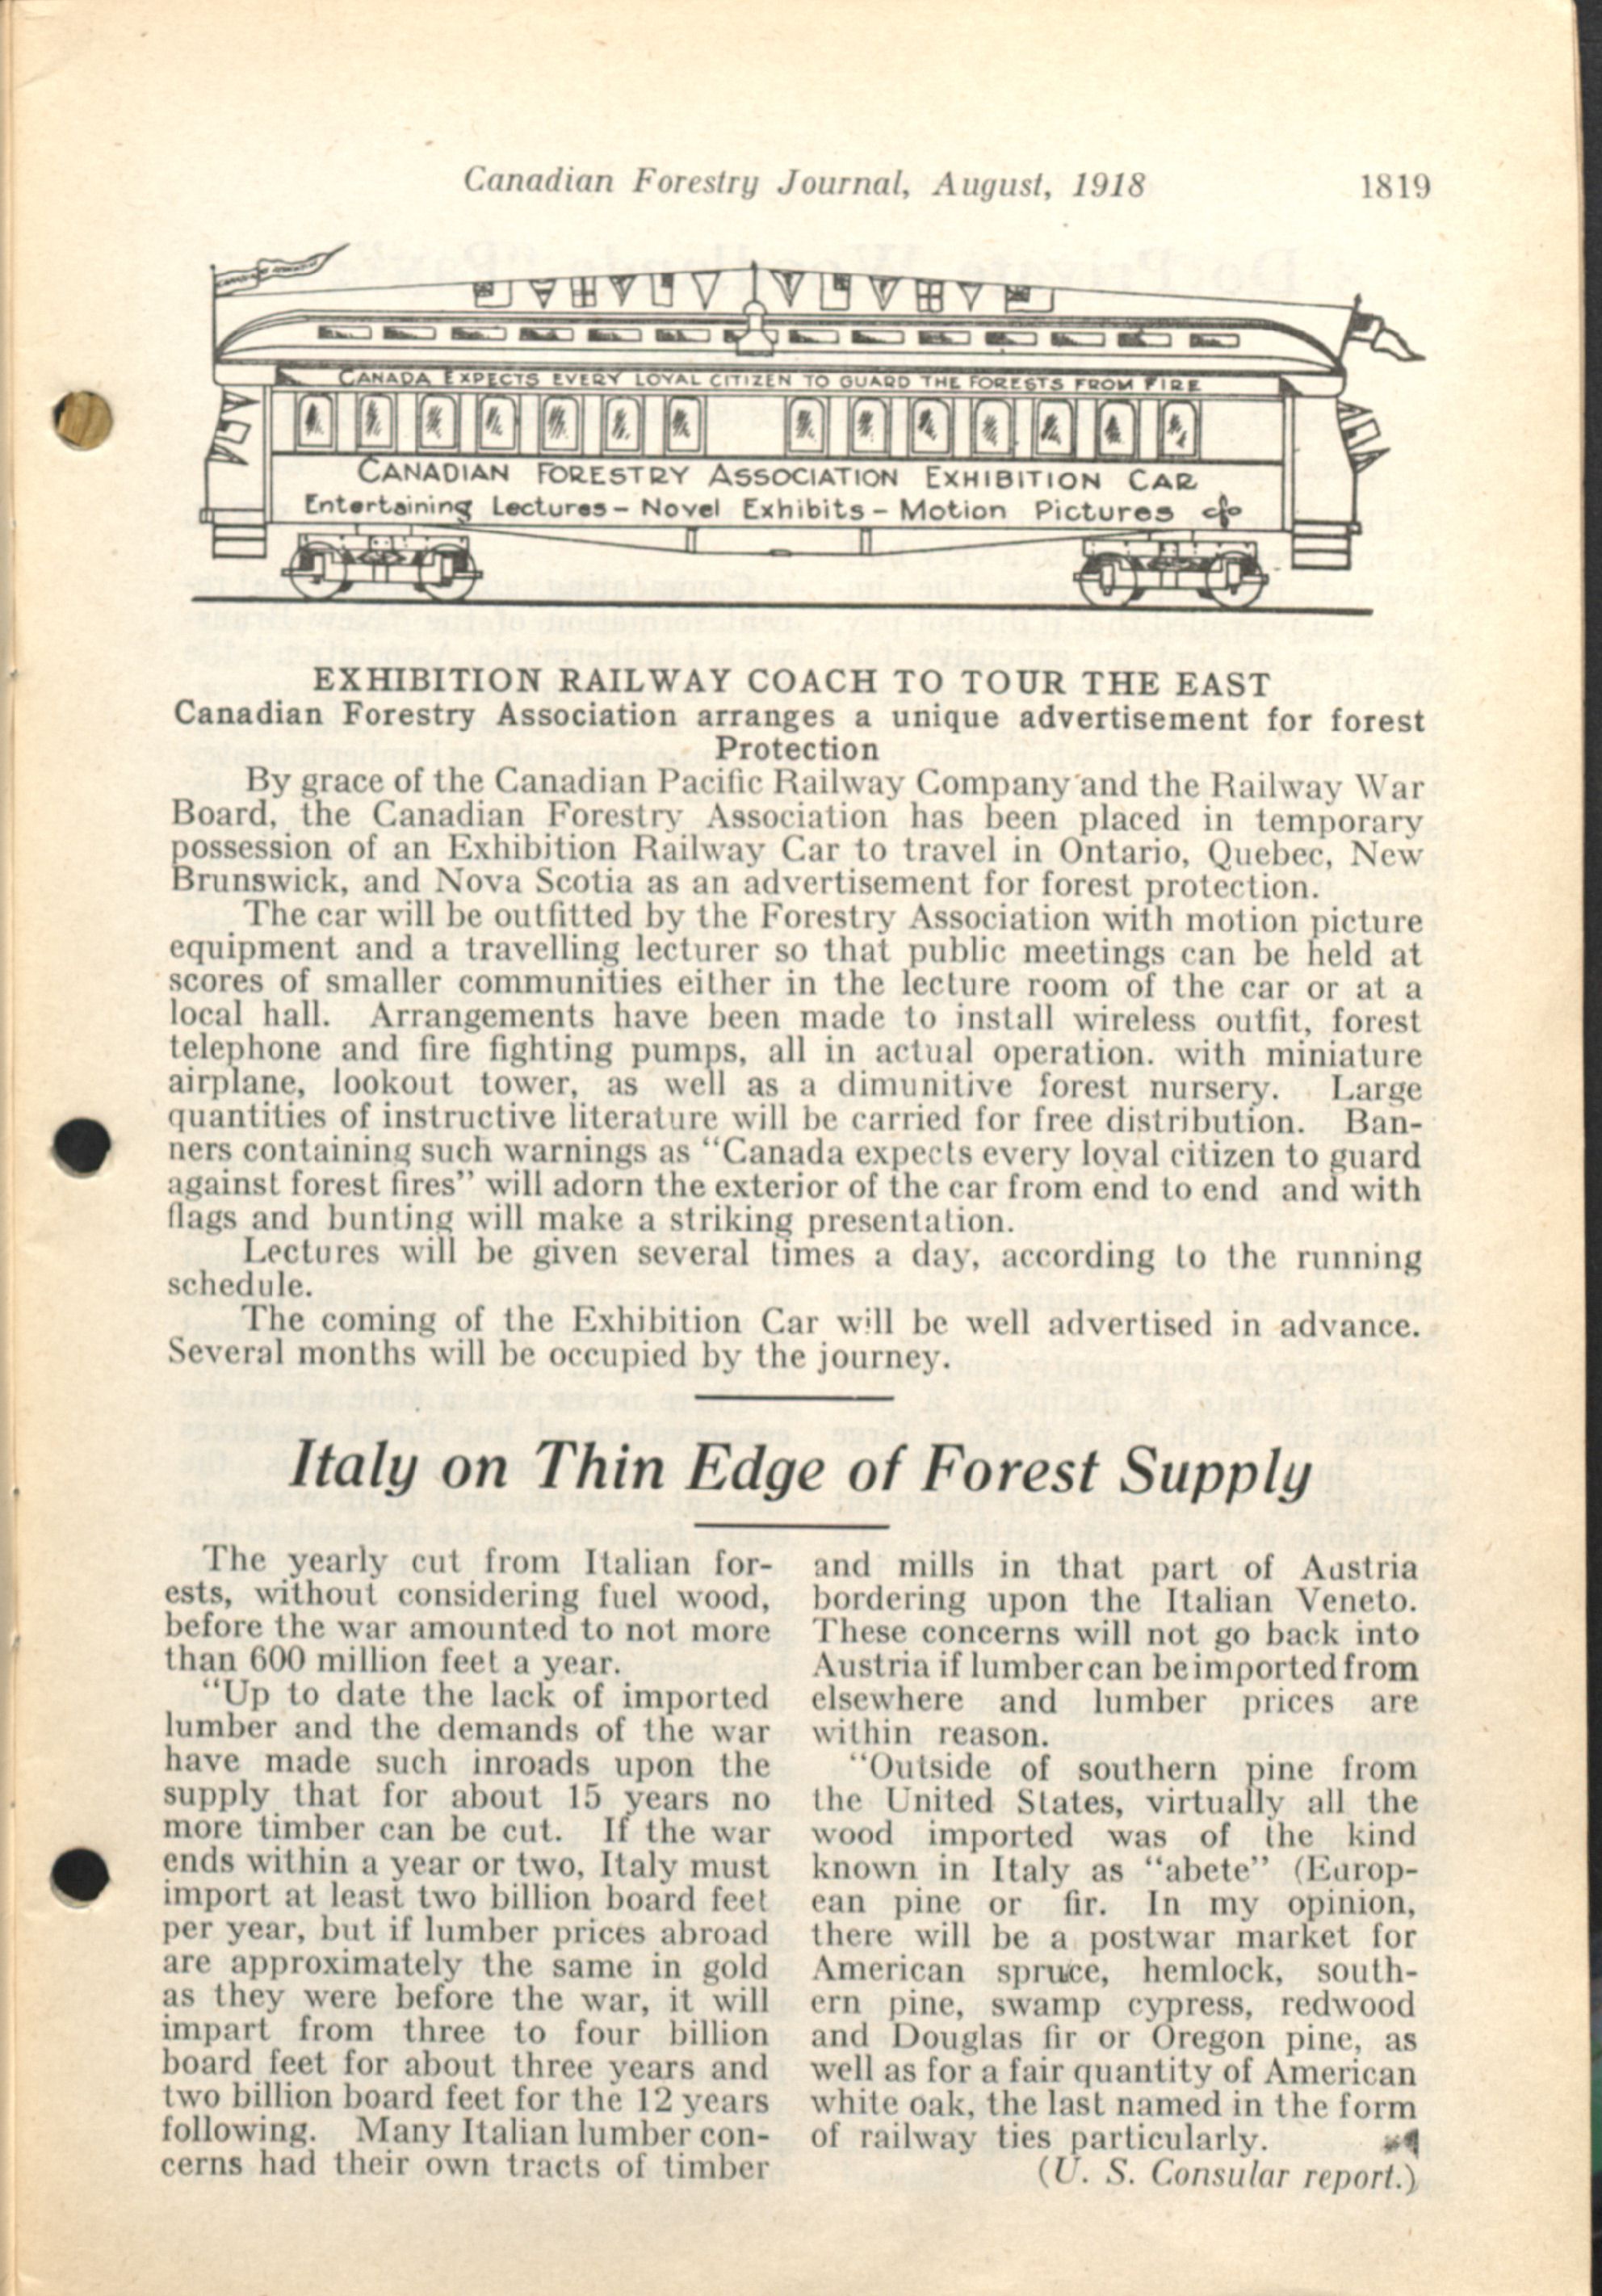 Canadian Forestry Journal, August, 1918 1819
CANADA EXPECTS EVERY LOYAL CITIZEN TO GUARD THE FORESTS FROM FIRE
CANADIAN FORESTRY ASSOCIATION EXHIBITION CAR
Entertaining Lectures - Novel Exhibits - Motion Pictures
EXHIBITION RAILWAY COACH TO TOUR THE EAST
Canadian Forestry Association arranges a unique advertisement for forest
Protection
By grace of the Canadian Pacific Railway Company and the Railway War
Board, the Canadian Forestry Association has been placed in temporary
possession of an Exhibition Railway Car to travel in Ontario, Quebec, New
Brunswick, and Nova Scotia as an advertisement for forest protection.
The car will be outfitted by the Forestry Association with motion picture
equipment and a travelling lecturer so that public meetings can be held at
scores of smaller communities either in the lecture room of the car or at a
local hall. Arrangements have been made to install wireless outfit, forest
telephone and fire fighting pumps, all in actual operation. with miniature
airplane, lookout tower, as well as a dimunitive forest nursery. Large
quantities of instructive literature will be carried for free distribution. Ban-
ners containing such warnings as "Canada expects every loyal citizen to guard
against forest fires" will adorn the exterior of the car from end to end and with
flags and bunting will make a striking presentation.
Lectures will be given several times a day, according to the running
schedule.
The coming of the Exhibition Car will be well advertised in advance.
Several months will be occupied by the journey.
Italy on Thin Edge of Forest Supply
The yearly cut from Italian for-
ests, without considering fuel wood,
before the war amounted to not more
than 600 million feet a year.
"Up to date the lack of imported
lumber and the demands of the war
have made such inroads upon the
supply that for about 15 years no
more timber can be cut. If the war
ends within a year or two, Italy must
import at least two billion board feet
per year, but if lumber prices abroad
are approximately the same in gold
as they were before the war, it will
impart from three to four billion
board feet for about three years and
two billion board feet for the 12 years
following. Many Italian lumber con-
cerns had their own tracts of timber
and mills in that part of Austria
bordering upon the Italian Veneto.
These concerns will not go back into
Austria if lumber can be imported from
elsewhere and lumber prices are
within reason.
"Outside of southern pine from
the United States, virtually all the
wood imported was of the kind
known in Italy as "abete" (Europ-
ean pine or fir. In my opinion,
there will be a postwar market for
American spruce, hemlock, south-
ern pine, swamp cypress, redwood
and Douglas fir or Oregon pine, as
well as for a fair quantity of American
white oak, the last named in the form
of railway ties particularly.
(U. S. Consular report.)